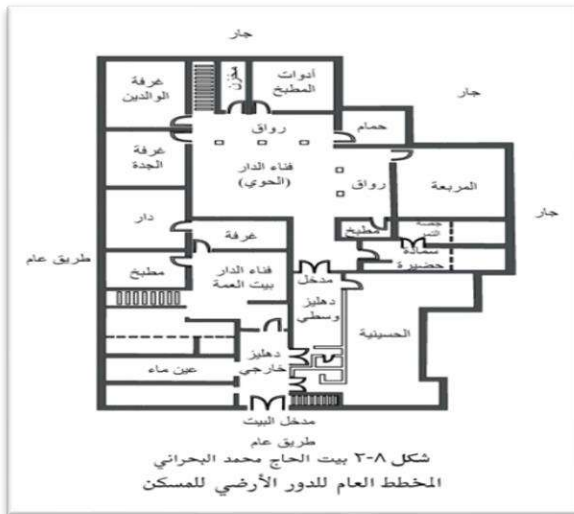 جار
جار
جار
غرفة
الوالدين
مخزن
أدوات
المطبخ
رواق
حمام
غرفة
الجدة
فناء الدار
(الحوي)
رواق
المربعة
دار
غرفة
مطبخ
سمادة
حضيرة
طريق عام
مطبخ
فناء الدار
بيت العمة
مدخل
دهليز
وسطي
الحسينية
دهليز
خارجي
عين ماء
مدخل البيت
طريق عام
شكل ٨-٢ بيت الحاج محمد البحراني
المخطط العام للدور الأرضي للمسكن